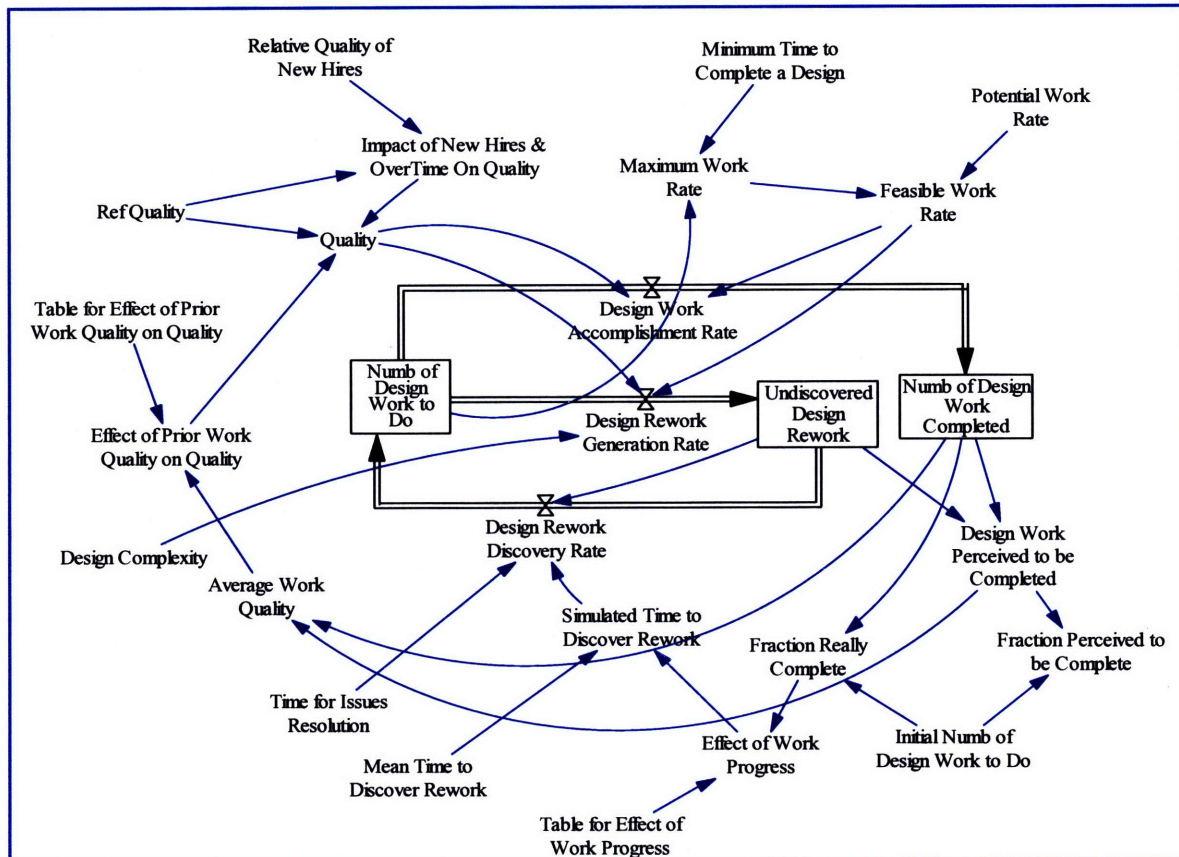 Relative Quality of
New Hires
Minimum Time to
Complete a Design
Potential Work
Rate
Impact of New Hires &
OverTime On Quality
Maximum Work
Rate
Feasible Work
Rate
Ref Quality
Quality
Table for Effect of Prior
Work Quality on Quality
Design Work
Accomplishment Rate
Numb of
Design
Work to
Do
Undiscovered
Design
Rework
Numb of Design
Work
Completed
Design Rework
Generation Rate
Effect of Prior Work
Quality on Quality
Design Rework
Discovery Rate
Design Work
Perceived to be
Completed
Design Complexity
Average Work
Quality
Simulated Time to
Discover Rework
Fraction Really
Complete
Fraction Perceived to
be Complete
Time for Issues
Resolution
Effect of Work
Progress
Initial Numb of
Design Work to Do
Mean Time to
Discover Rework
Table for Effect of
Work Progress